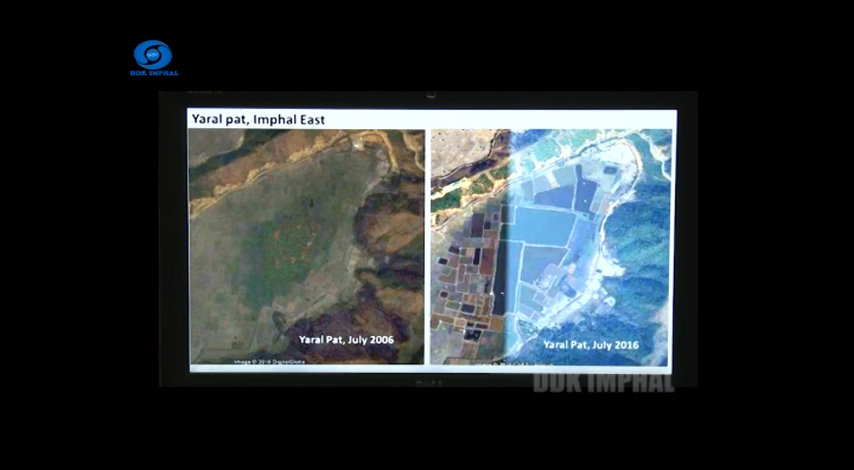 DDK IMPHAL
Yaral pat, Imphal East
Yaral Pat, July 2006
Yaral Pat, July 2016
Image © 2016 DigitalGlobe
DELL
DDK IMPHAL